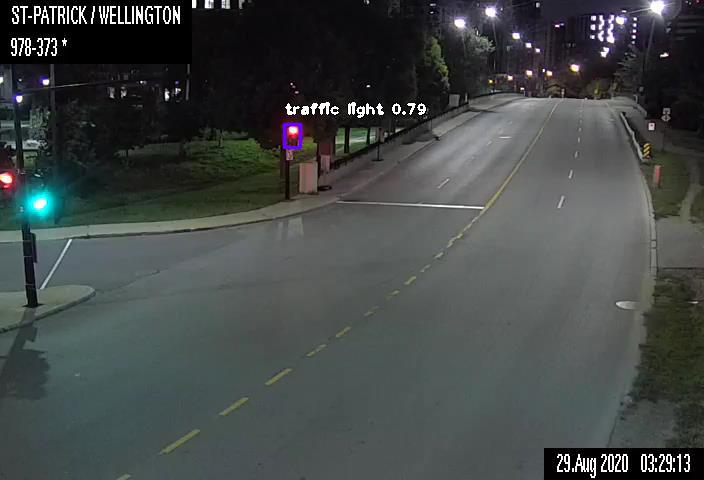 ST-PATRICK / WELLINGTON
978-373 *
traffic light 0.79
29.Aug 2020 03:29:13